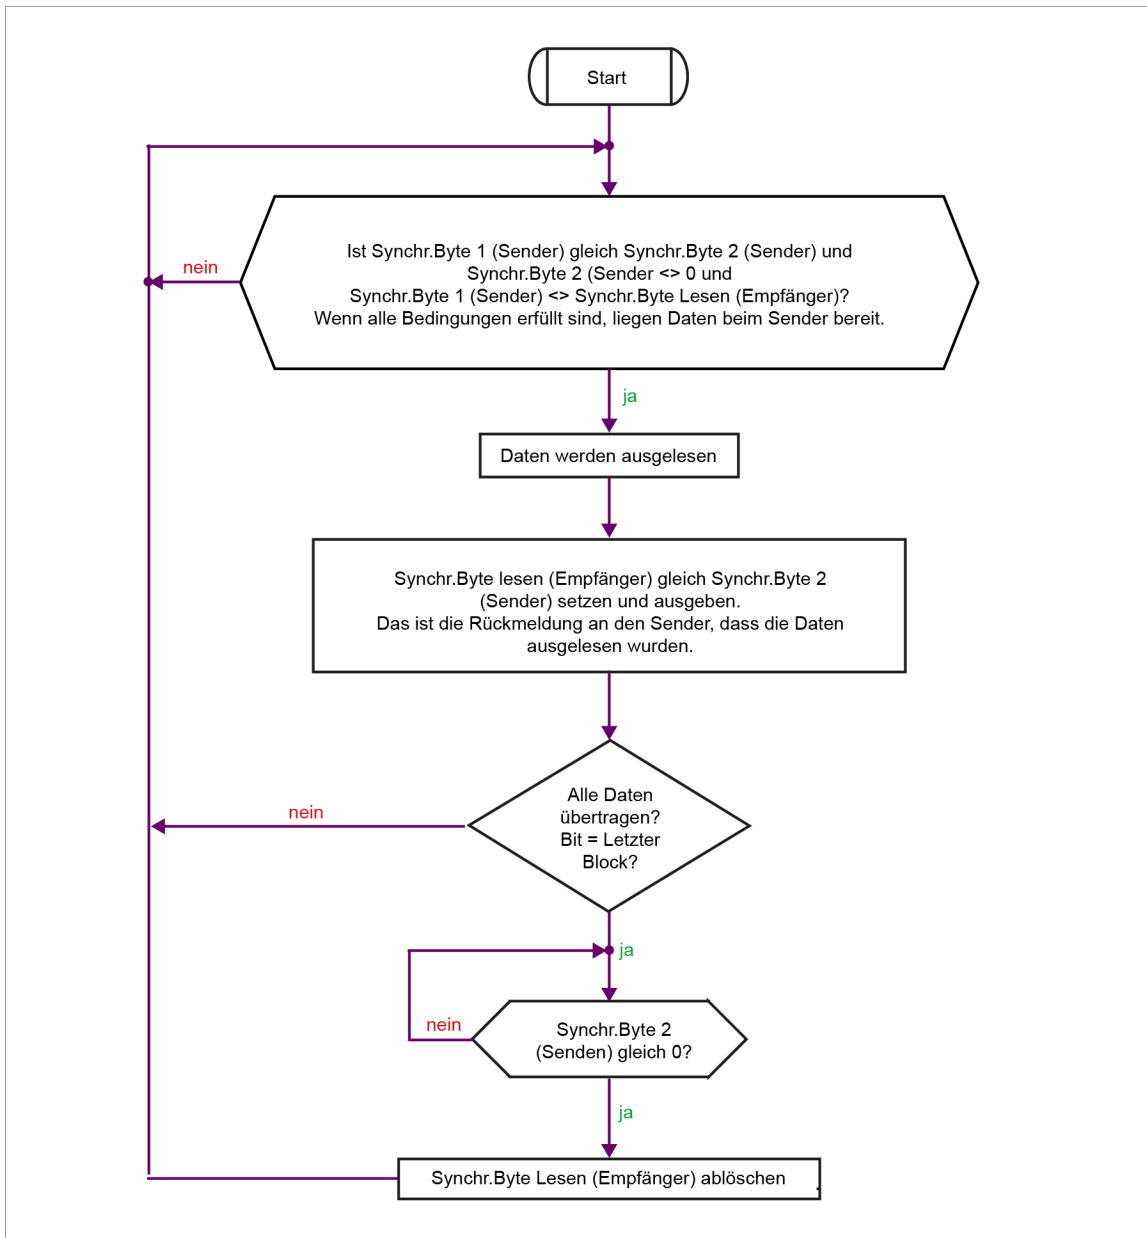 Start
Ist Synchr.Byte 1 (Sender) gleich Synchr.Byte 2 (Sender) und
Synchr.Byte 2 (Sender <> 0 und
Synchr.Byte 1 (Sender) <> Synchr.Byte Lesen (Empfänger)?
Wenn alle Bedingungen erfüllt sind, liegen Daten beim Sender bereit.
nein
ja
Daten werden ausgelesen
Synchr.Byte lesen (Empfänger) gleich Synchr.Byte 2
(Sender) setzen und ausgeben.
Das ist die Rückmeldung an den Sender, dass die Daten
ausgelesen wurden.
Alle Daten
übertragen?
Bit = Letzter
Block?
nein
ja
nein
Synchr.Byte 2
(Senden) gleich 0?
ja
Synchr.Byte Lesen (Empfänger) ablöschen